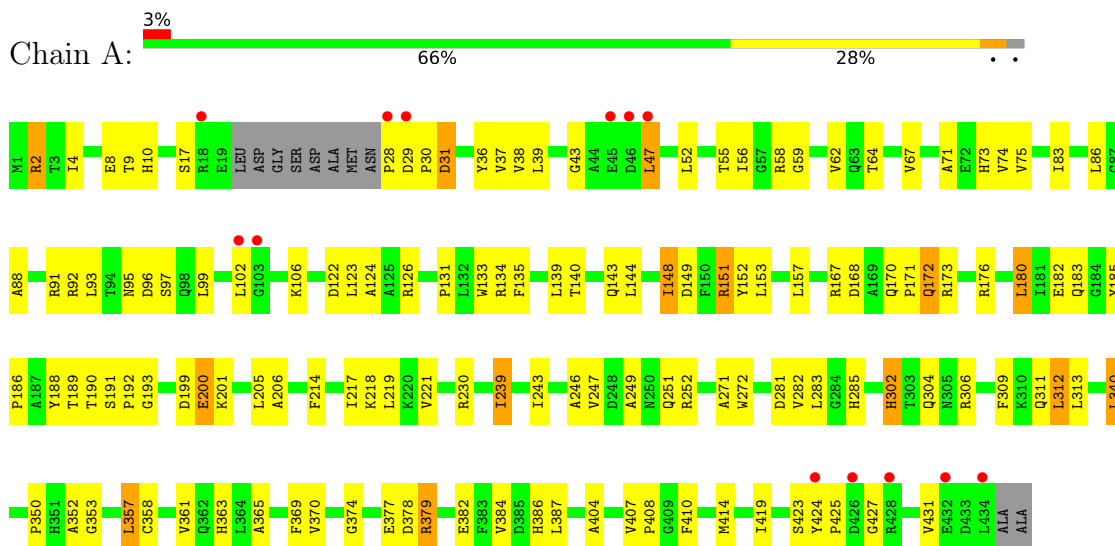 3%
Chain A:
66% 28% • •
M1 R2 T3 I4 E8 T9 H10 S17 R18 E19 LEU ASP GLY SER ASP ALA MET ASN P28 D29 P30 D31 Y36 V37 V38 L39 G43 A44 E45 D46 L47 L52 T55 I56 G57 R58 G59 V62 Q63 T64 V67 A71 E72 H73 V74 V75 I83 L86 G87
A88 R91 R92 L93 T94 N95 D96 S97 Q98 L99 L102 G103 K106 D122 L123 A124 A125 R126 P131 L132 W133 R134 F135 L139 T140 Q143 L144 I148 D149 F150 R151 Y152 L153 L157 R167 D168 A169 Q170 P171 Q172 R173 R176 L180 I181 E182 Q183 G184 Y185
P186 A187 Y188 T189 T190 S191 P192 G193 D199 E200 K201 L205 A206 F214 I217 K218 L219 K220 V221 R230 I239 I243 A246 V247 D248 A249 N250 Q251 R252 A271 W272 D281 V282 L283 G284 H285 H302 T303 Q304 N305 R306 F309 K310 Q311 L312 L313 L349
P350 H351 A352 G353 L357 C358 V361 Q362 H363 L364 A365 F369 V370 G374 E377 D378 R379 E382 F383 V384 D385 H386 L387 A404 V407 P408 G409 F410 M414 I419 S423 Y424 P425 D426 G427 R428 V431 E432 D433 L434 ALA ALA